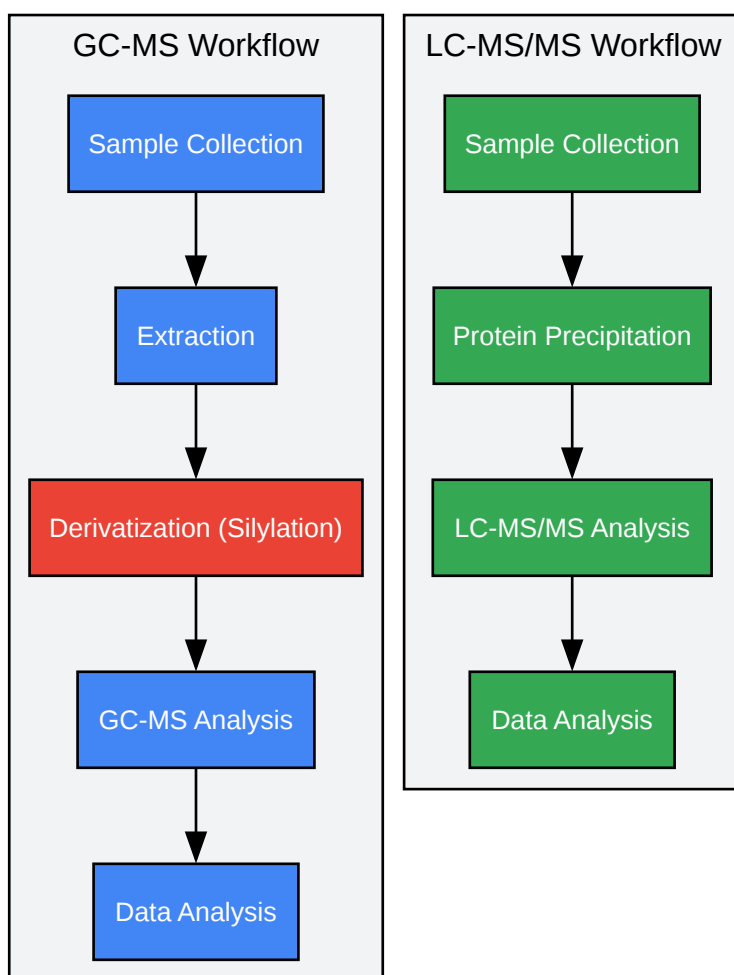 GC-MS Workflow
Sample Collection
Extraction
Derivatization (Silylation)
GC-MS Analysis
Data Analysis
LC-MS/MS Workflow
Sample Collection
Protein Precipitation
LC-MS/MS Analysis
Data Analysis